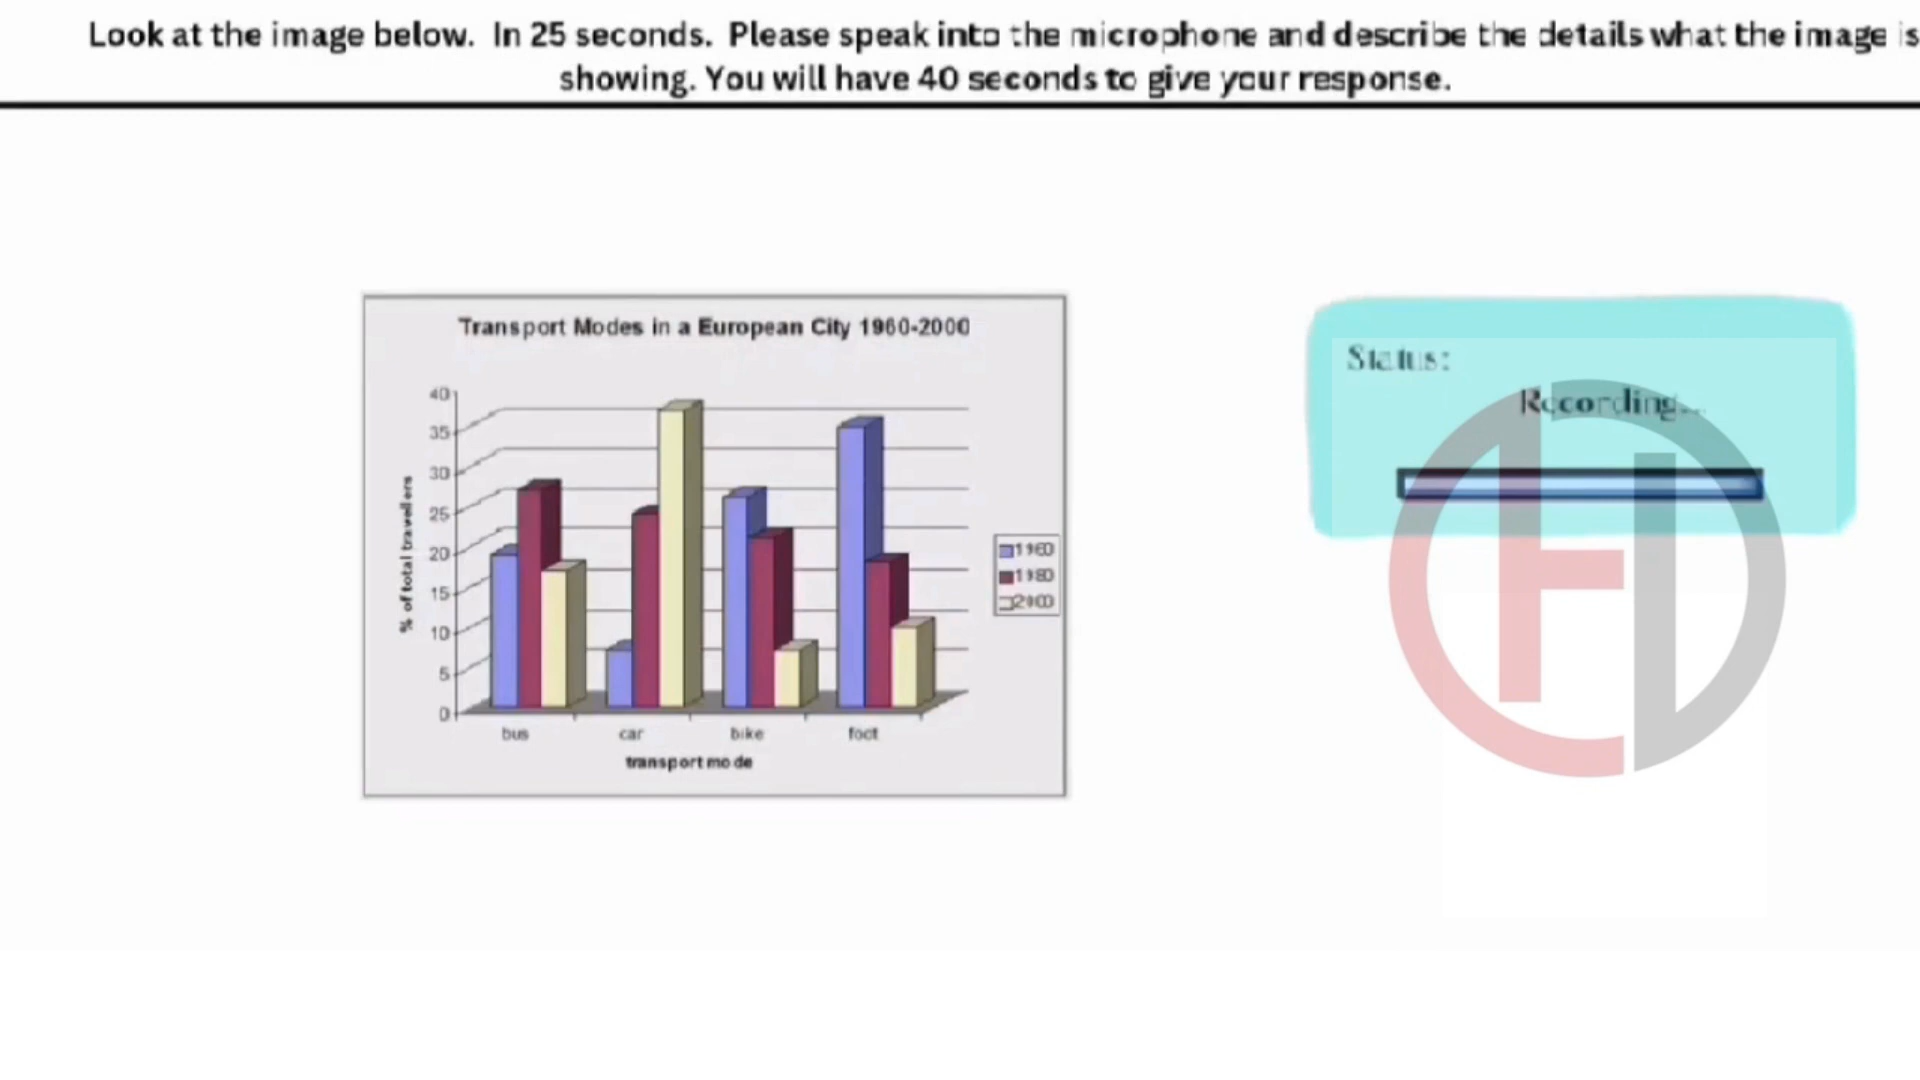 Look at the image below. In 25 seconds. Please speak into the microphone and describe the details what the image is
showing. You will have 40 seconds to give your response.
Transport Modes in a European City 1960-2000
% of total travellers
40
35
30
25
20
15
10
5
0
bus car bike foot
transport mode
1960
1980
2000
Status:
Recording...